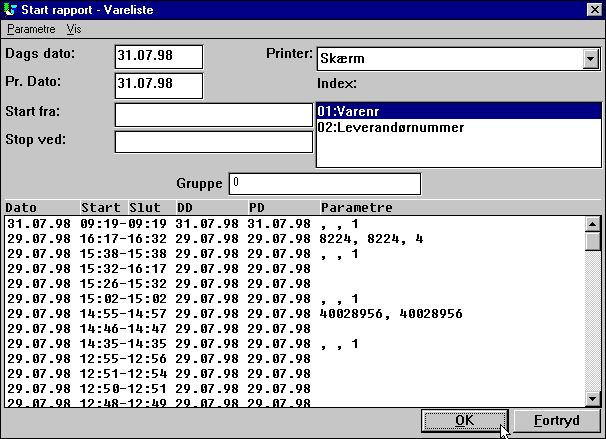 Start rapport - Vareliste
Parametre Vis
Dags dato: 31.07.98 Printer: Skærm
Pr. Dato: 31.07.98 Index:
Start fra: 01:Varenr
Stop ved: 02:Leverandørnummer
Gruppe 0
Dato Start Slut DD PD Parametre
31.07.98 09:19-09:19 31.07.98 31.07.98 , , 1
29.07.98 16:17-16:32 29.07.98 29.07.98 8224, 8224, 4
29.07.98 15:38-15:38 29.07.98 29.07.98 , , 1
29.07.98 15:32-16:17 29.07.98 29.07.98
29.07.98 15:26-15:32 29.07.98 29.07.98
29.07.98 15:02-15:02 29.07.98 29.07.98 , , 1
29.07.98 14:55-14:57 29.07.98 29.07.98 40028956, 40028956
29.07.98 14:46-14:47 29.07.98 29.07.98
29.07.98 14:35-14:35 29.07.98 29.07.98 , , 1
29.07.98 12:55-12:56 29.07.98 29.07.98
29.07.98 12:51-12:54 29.07.98 29.07.98
29.07.98 12:50-12:51 29.07.98 29.07.98
29.07.98 12:48-12:49 29.07.98 29.07.98
OK Fortryd